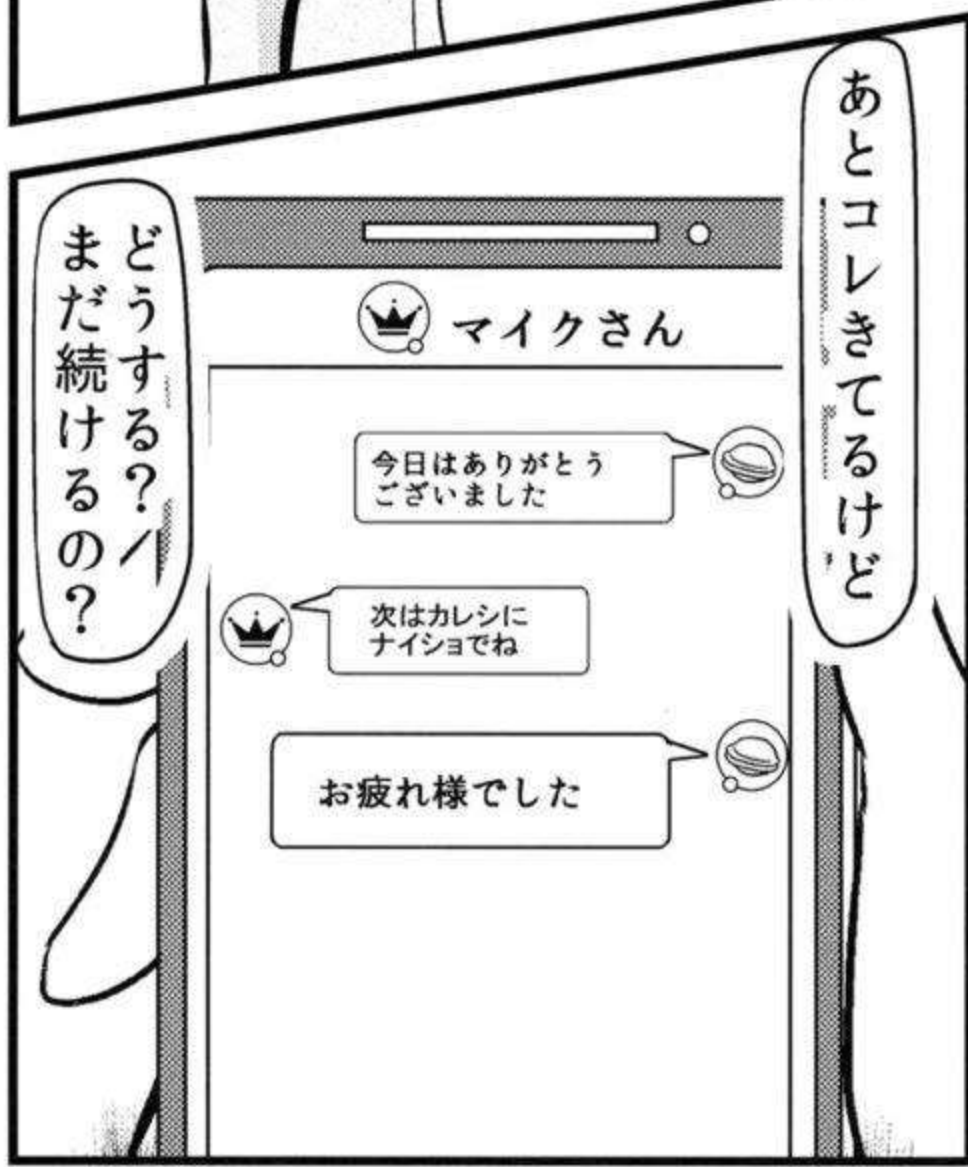 あとコレきてるけど
マイクさん
今日はありがとう
ございました
次はカレシに
ナイショでね
お疲れ様でした
どうする？
まだ続けるの？